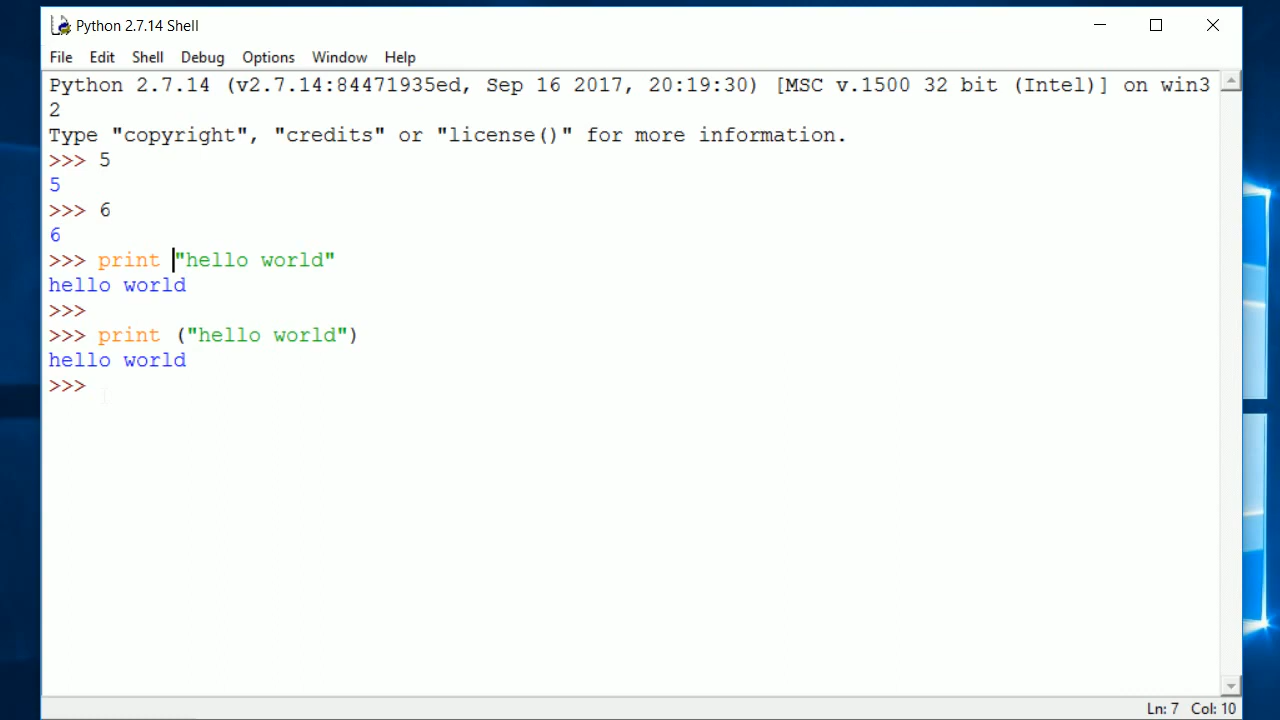 Python 2.7.14 Shell
File Edit Shell Debug Options Window Help
Python 2.7.14 (v2.7.14:84471935ed, Sep 16 2017, 20:19:30) [MSC v.1500 32 bit (Intel)] on win3
2
Type "copyright", "credits" or "license()" for more information.
>>> 5
5
>>> 6
6
>>> print "hello world"
hello world
>>>
>>> print ("hello world")
hello world
>>>
Ln: 7 Col: 10